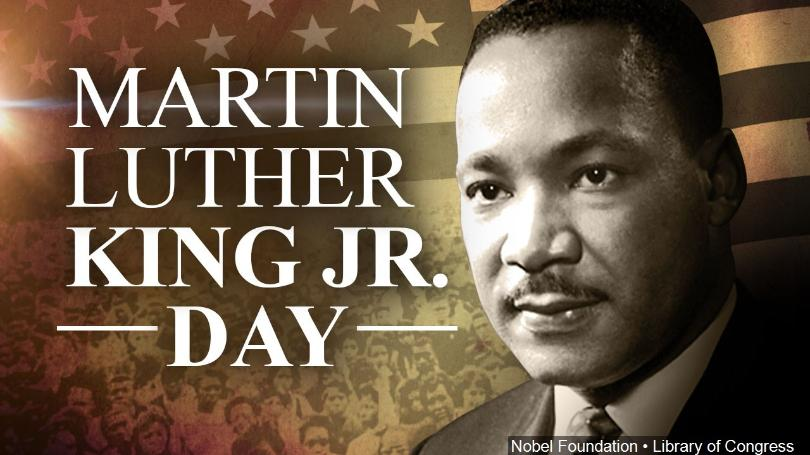 MARTIN
LUTHER
KING JR.
DAY
Nobel Foundation • Library of Congress